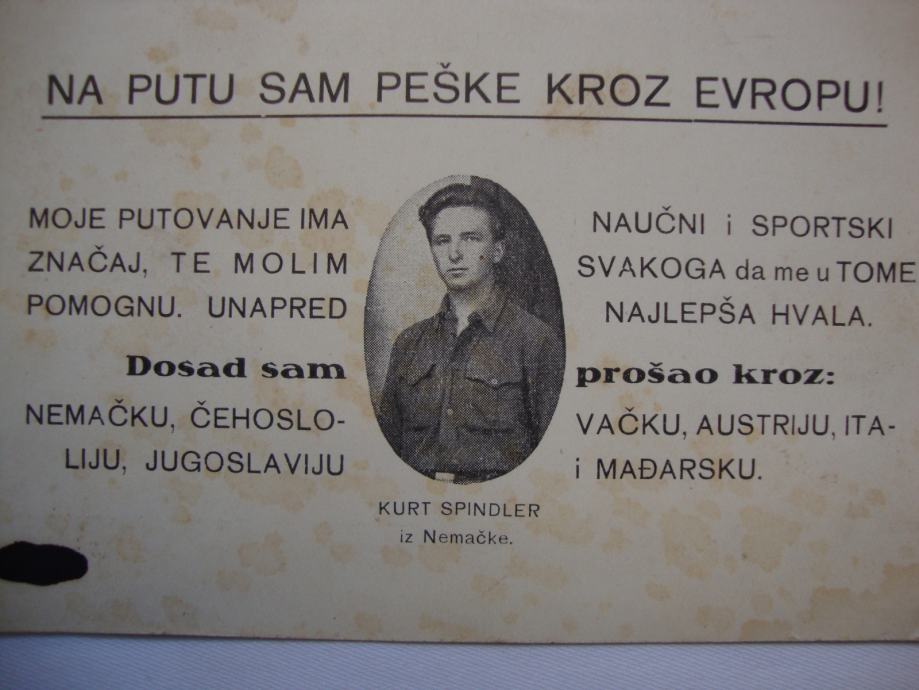 NA PUTU SAM PEŠKE KROZ EVROPU!
MOJE PUTOVANJE IMA NAUČNI i SPORTSKI
ZNAČAJ, TE MOLIM SVAKOGA da me u TOME
POMOGNU. UNAPRED NAJLEPŠA HVALA.
Dosad sam prošao kroz:
NEMAČKU, ČEHOSLO- VAČKU, AUSTRIJU, ITA-
LIJU, JUGOSLAVIJU i MAĐARSKU.
KURT SPINDLER
iz Nemačke.